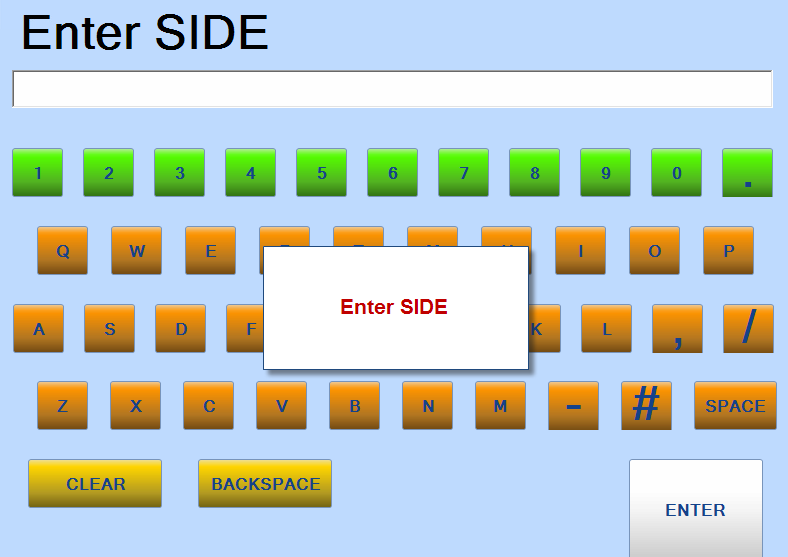 Enter SIDE
1 2 3 4 5 6 7 8 9 0 .
Q W E I O P
A S D F K L , /
Enter SIDE
Z X C V B N M - # SPACE
CLEAR BACKSPACE ENTER